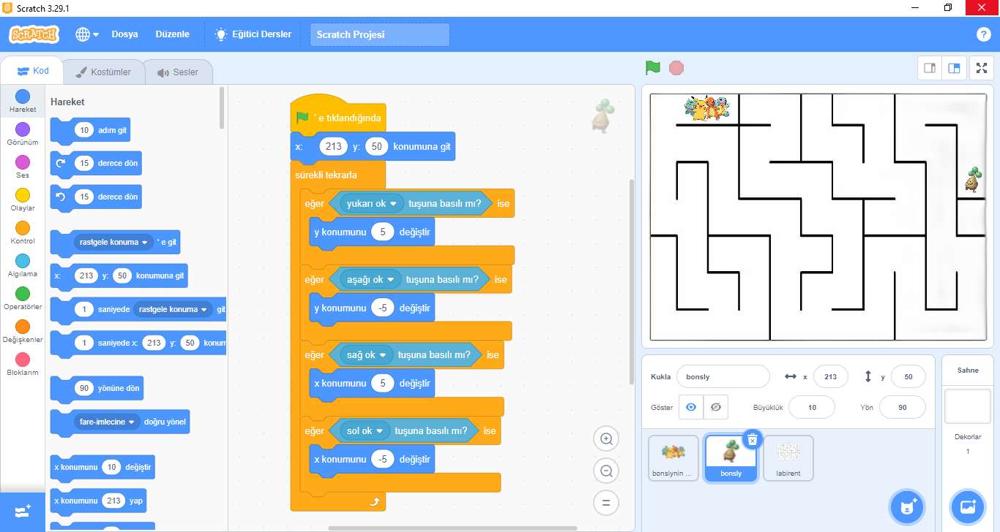 Scratch 3.29.1
SCRATCH
Dosya
Düzenle
Eğitici Dersler
Scratch Projesi
?
Kod
Kostümler
Sesler
Hareket
Görünüm
Ses
Olaylar
Kontrol
Algılama
Operatörler
Değişkenler
Bloklarım
Hareket
10 adım git
15 derece dön
15 derece dön
rastgele konuma ' e git
x: 213 y: 50 konumuna git
1 saniyede rastgele konuma git
1 saniyede x: 213 y: 50 konum
90 yönüne dön
fare-imlecine doğru yönel
x konumunu 10 değiştir
x konumunu 213 yap
' e tıklandığında
x: 213 y: 50 konumuna git
sürekli tekrarla
eğer yukarı ok tuşuna basılı mı? ise
y konumunu 5 değiştir
eğer aşağı ok tuşuna basılı mı? ise
y konumunu -5 değiştir
eğer sağ ok tuşuna basılı mı? ise
x konumunu 5 değiştir
eğer sol ok tuşuna basılı mı? ise
x konumunu -5 değiştir
Kukla bonsly x 213 y 50
Göster Büyüklük 10 Yön 90
bonslynin ...
bonsly
labirent
Sahne
Dekorlar
1